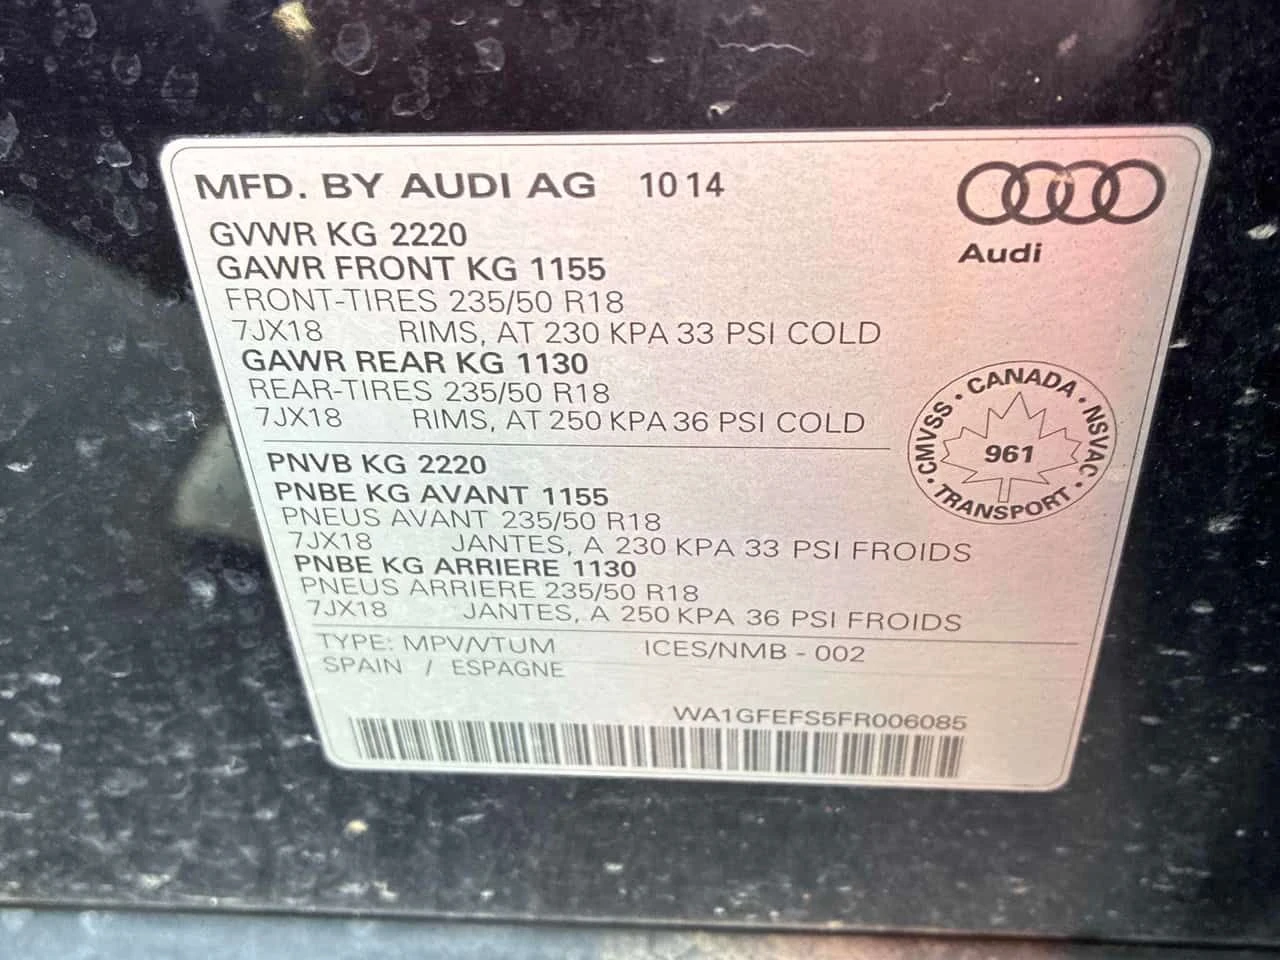 MFD. BY AUDI AG 10 14
Audi
GVWR KG 2220
GAWR FRONT KG 1155
FRONT-TIRES 235/50 R18
7JX18 RIMS, AT 230 KPA 33 PSI COLD
GAWR REAR KG 1130
REAR-TIRES 235/50 R18
7JX18 RIMS, AT 250 KPA 36 PSI COLD
CMVSS • CANADA • NSVAC • TRANSPORT •
961
PNVB KG 2220
PNBE KG AVANT 1155
PNEUS AVANT 235/50 R18
7JX18 JANTES, A 230 KPA 33 PSI FROIDS
PNBE KG ARRIERE 1130
PNEUS ARRIERE 235/50 R18
7JX18 JANTES, A 250 KPA 36 PSI FROIDS
TYPE: MPV/VTUM ICES/NMB - 002
SPAIN / ESPAGNE
WA1GFEFS5FR006085